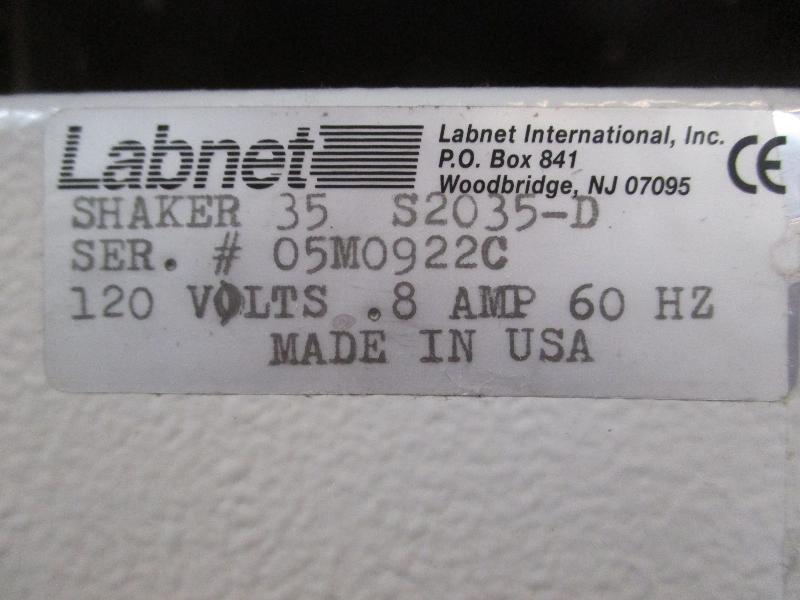 Labnet
Labnet International, Inc.
P.O. Box 841
Woodbridge, NJ 07095
CE
SHAKER 35 S2035-D
SER. # 05M0922C
120 VOLTS .8 AMP 60 HZ
MADE IN USA